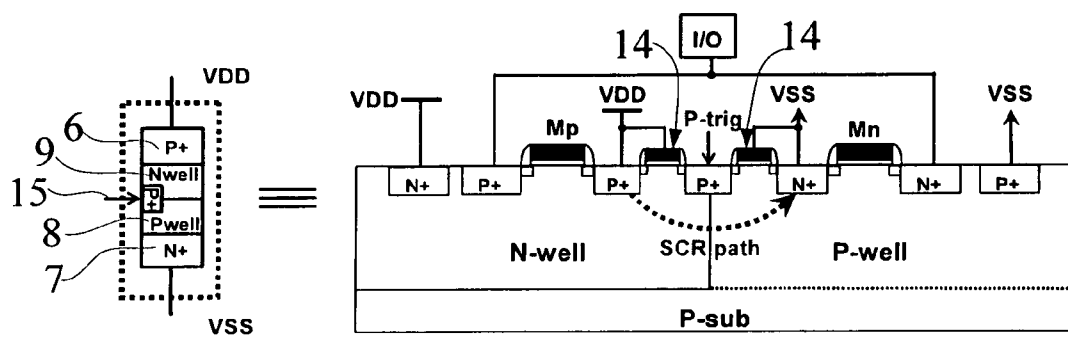 VDD
6
P+
9
Nwell
15
P+
8
Pwell
7
N+
VSS
I/O
14
14
VDD
VDD
P-trig
VSS
VSS
Mp
Mn
N+
P+
P+
P+
N+
N+
P+
SCR path
N-well
P-well
P-sub